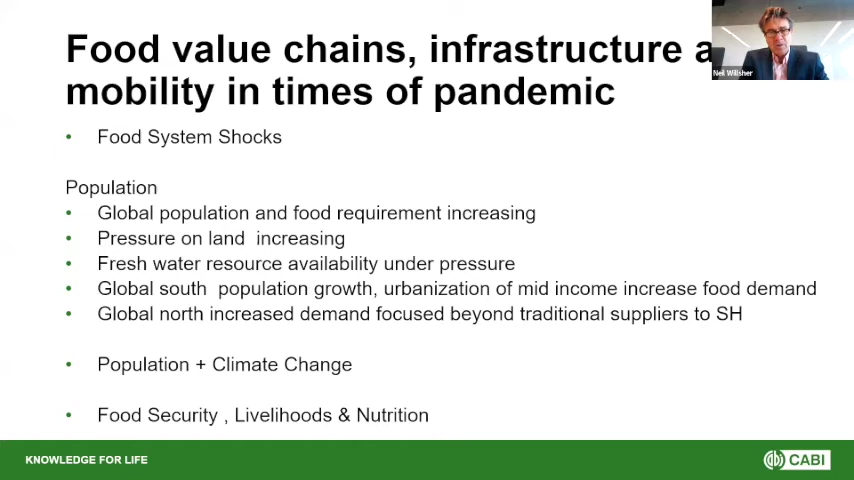 Food value chains, infrastructure a
mobility in times of pandemic
Neil Willsher
• Food System Shocks
Population
• Global population and food requirement increasing
• Pressure on land increasing
• Fresh water resource availability under pressure
• Global south population growth, urbanization of mid income increase food demand
• Global north increased demand focused beyond traditional suppliers to SH
• Population + Climate Change
• Food Security , Livelihoods & Nutrition
KNOWLEDGE FOR LIFE
CABI